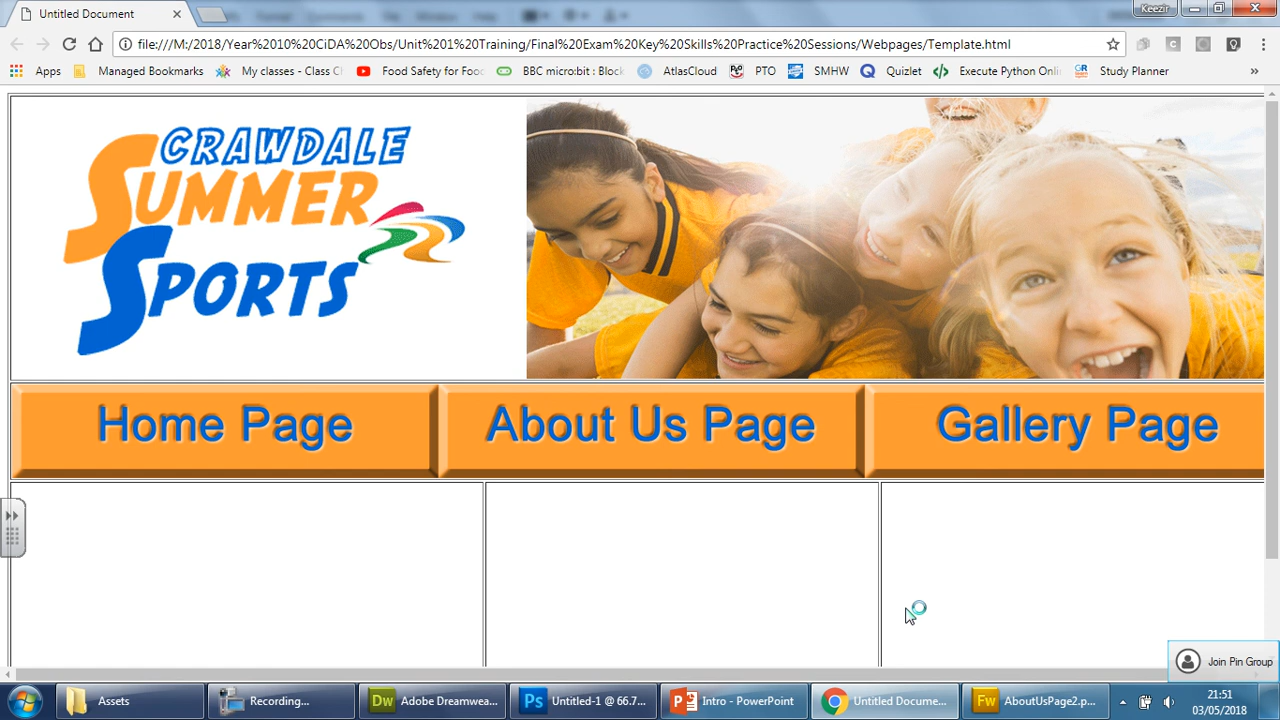 Untitled Document
Keezir
file:///M:/2018/Year%2010%20CiDA%20Obs/Unit%201%20Training/Final%20Exam%20Key%20Skills%20Practice%20Sessions/Webpages/Template.html
Apps Managed Bookmarks My classes - Class C Food Safety for Foo BBC micro:bit : Block AtlasCloud PTO SMHW Quizlet Execute Python Onli Study Planner »
CRAWDALE
SUMMER
SPORTS
Home Page About Us Page Gallery Page
Join Pin Group
Assets Recording... Adobe Dreamwea... Untitled-1 @ 66.7... Intro - PowerPoint Untitled Docume... AboutUsPage2.p... 21:51
03/05/2018